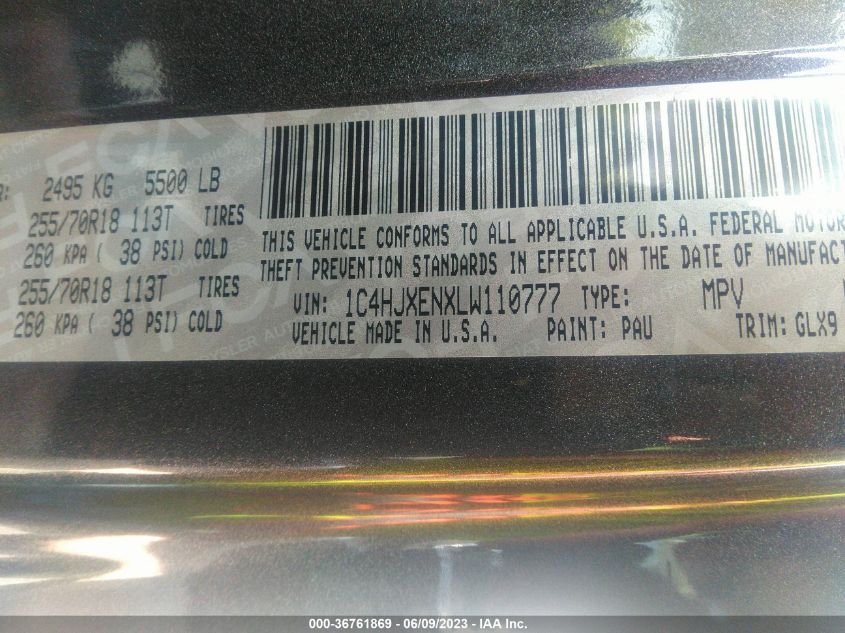 R: 2495 KG 5500 LB
255/70R18 113T TIRES
260 KPA ( 38 PSI) COLD
255/70R18 113T TIRES
260 KPA ( 38 PSI) COLD
THIS VEHICLE CONFORMS TO ALL APPLICABLE U.S.A. FEDERAL MOTOR
THEFT PREVENTION STANDARDS IN EFFECT ON THE DATE OF MANUFACT
VIN: 1C4HJXENXLW110777 TYPE: MPV
VEHICLE MADE IN U.S.A. PAINT: PAU TRIM: GLX9
000-36761869 - 06/09/2023 - IAA Inc.